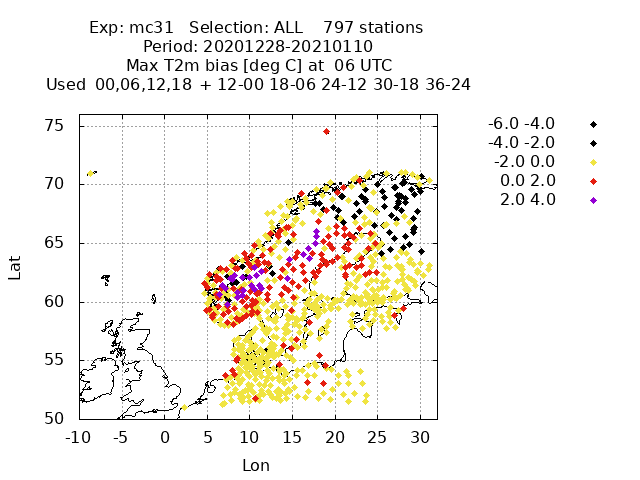 Exp: mc31 Selection: ALL 797 stations
Period: 20201228-20210110
Max T2m bias [deg C] at 06 UTC
Used 00,06,12,18 + 12-00 18-06 24-12 30-18 36-24
-6.0 -4.0
-4.0 -2.0
-2.0 0.0
0.0 2.0
2.0 4.0
75
70
65
60
55
50
Lat
-10 -5 0 5 10 15 20 25 30
Lon